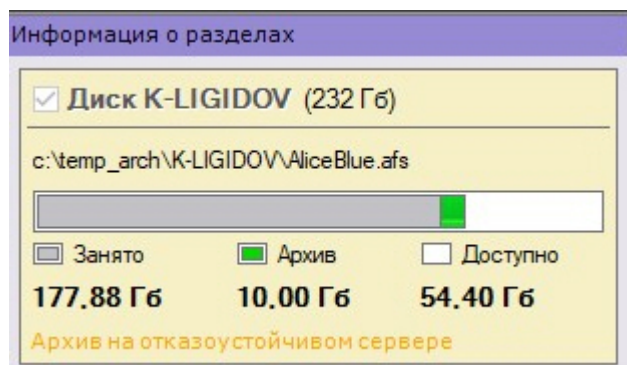 Информация о разделах
Диск K-LIGIDOV (232 Гб)
c:\temp_arch\K-LIGIDOV\AliceBlue.afs
Занято Архив Доступно
177.88 Гб 10.00 Гб 54.40 Гб
Архив на отказоустойчивом сервере